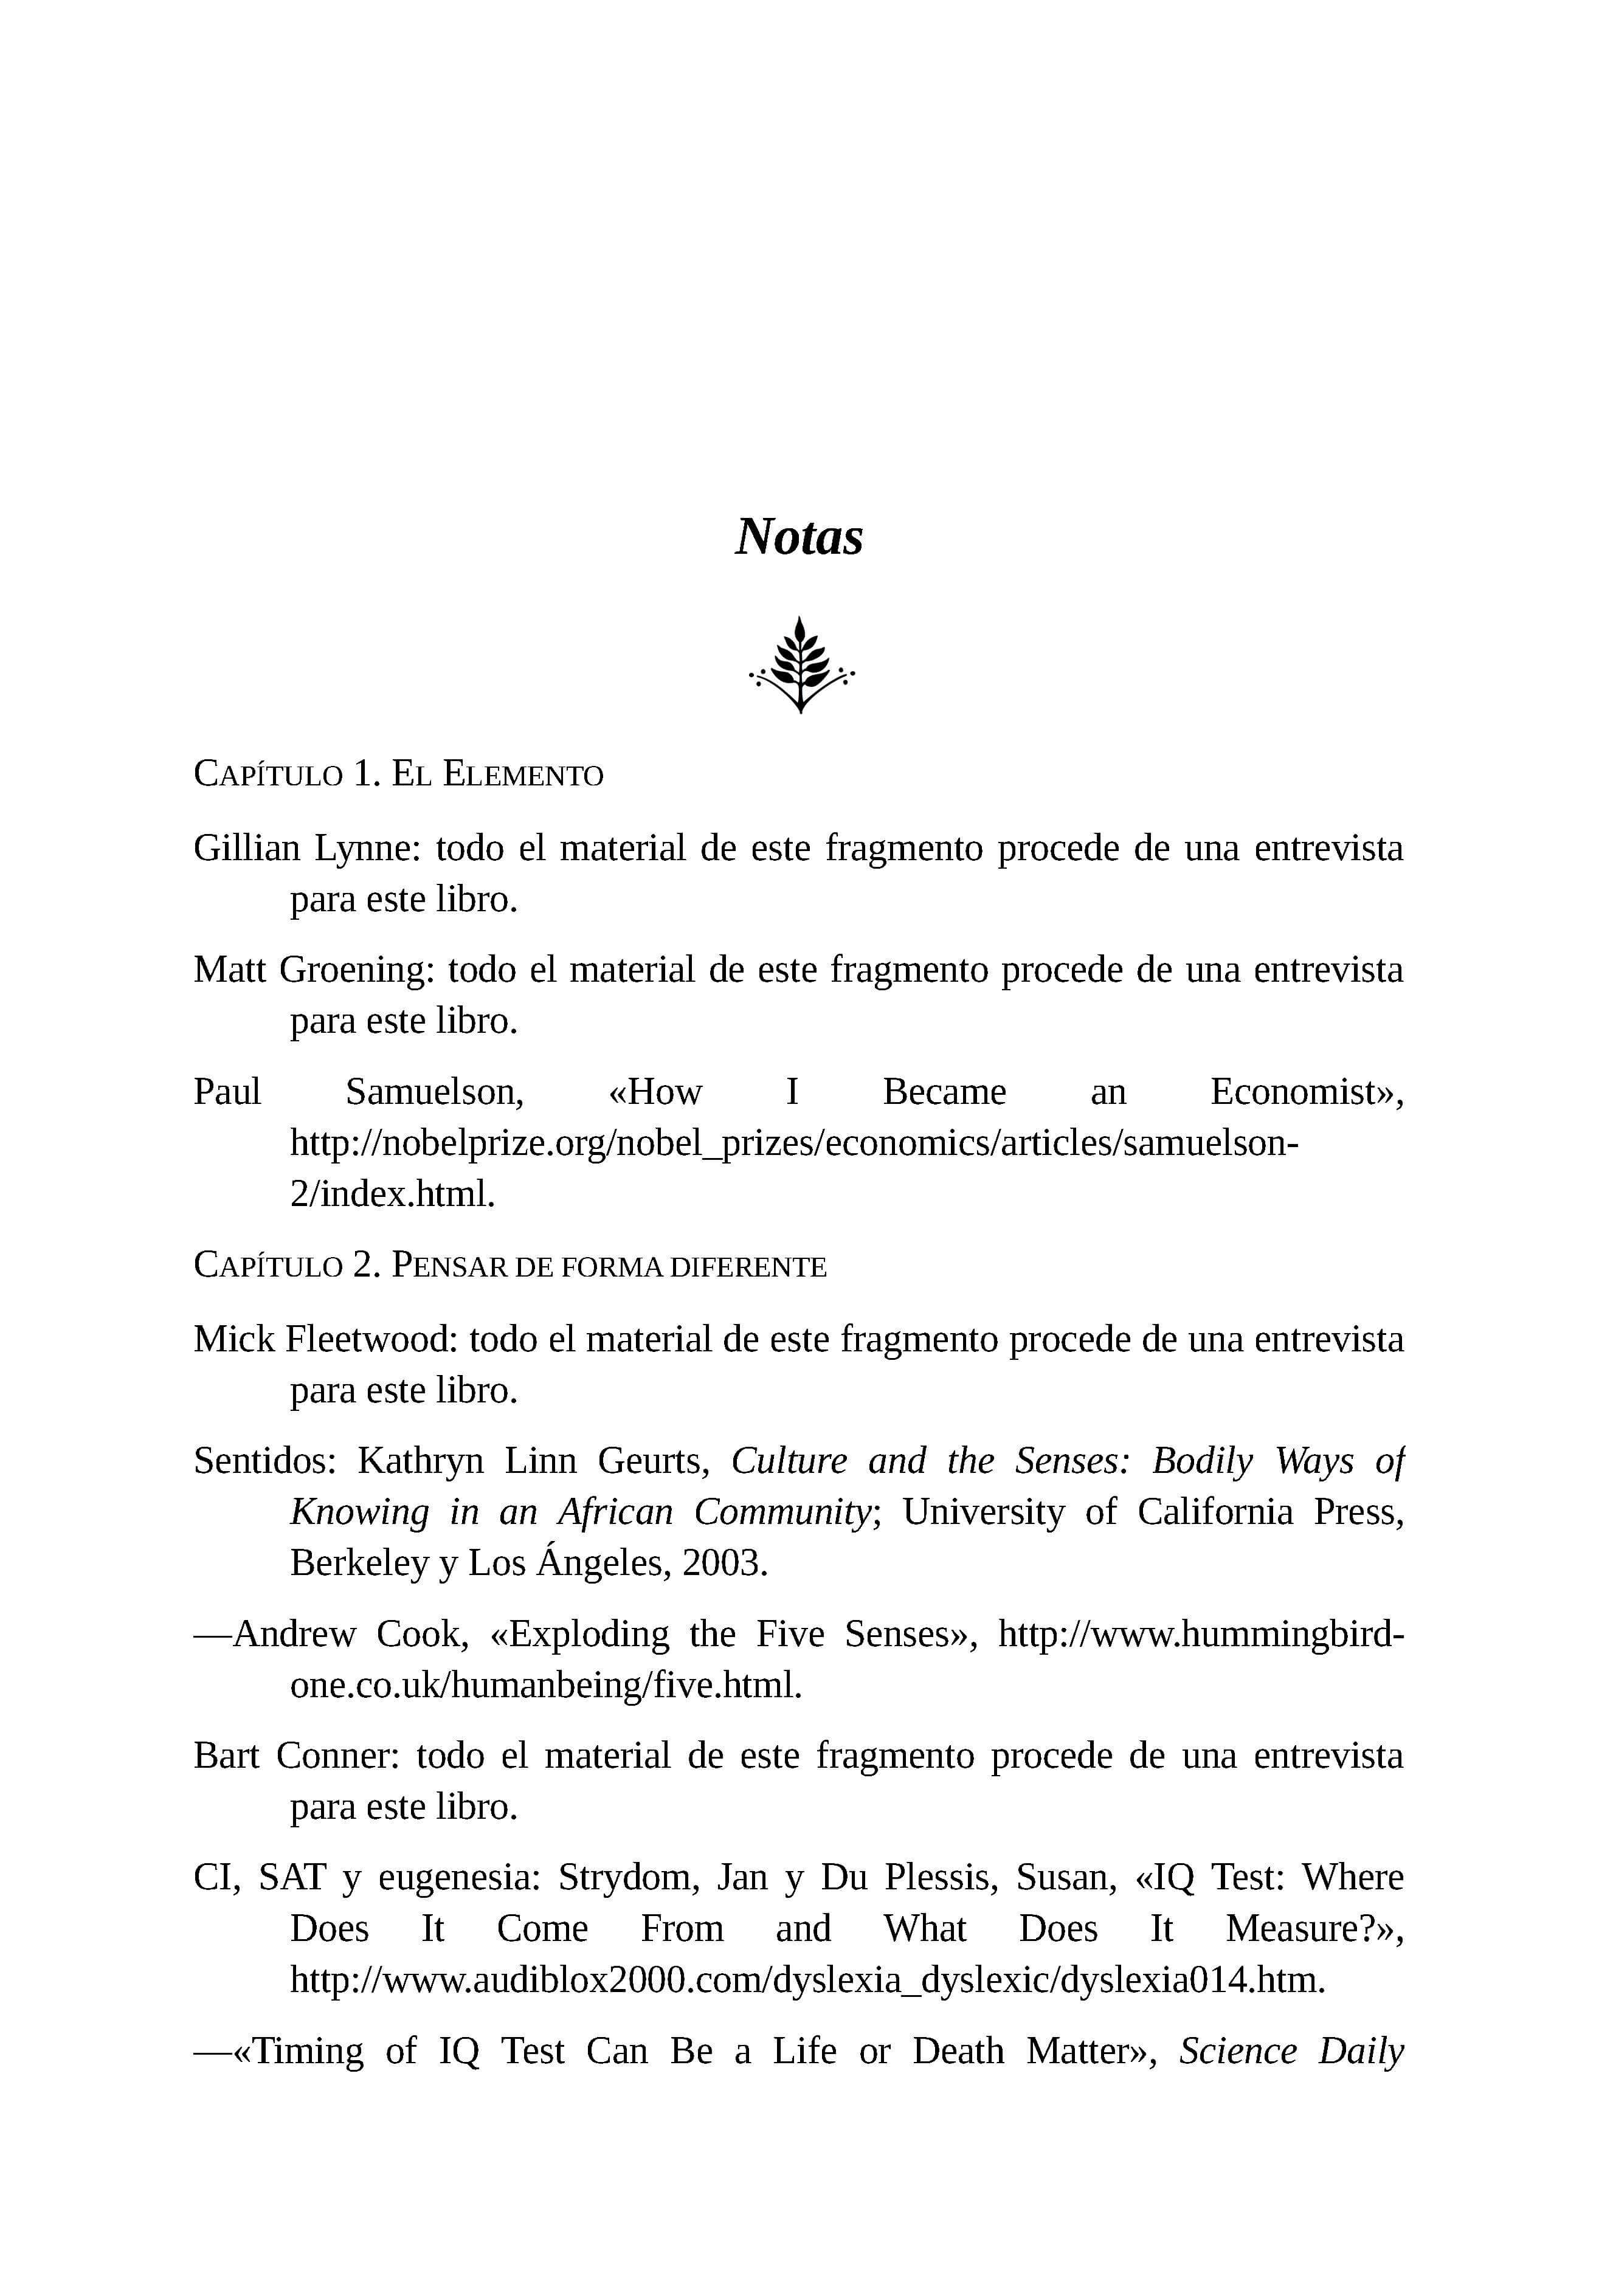 Notas
Capítulo 1. El Elemento
Gillian Lynne: todo el material de este fragmento procede de una entrevista
para este libro.
Matt Groening: todo el material de este fragmento procede de una entrevista
para este libro.
Paul Samuelson, «How I Became an Economist»,
http://nobelprize.org/nobel_prizes/economics/articles/samuelson-
2/index.html.
Capítulo 2. Pensar de forma diferente
Mick Fleetwood: todo el material de este fragmento procede de una entrevista
para este libro.
Sentidos: Kathryn Linn Geurts, Culture and the Senses: Bodily Ways of
Knowing in an African Community; University of California Press,
Berkeley y Los Ángeles, 2003.
—Andrew Cook, «Exploding the Five Senses», http://www.hummingbird-
one.co.uk/humanbeing/five.html.
Bart Conner: todo el material de este fragmento procede de una entrevista
para este libro.
CI, SAT y eugenesia: Strydom, Jan y Du Plessis, Susan, «IQ Test: Where
Does It Come From and What Does It Measure?»,
http://www.audiblox2000.com/dyslexia_dyslexic/dyslexia014.htm.
—«Timing of IQ Test Can Be a Life or Death Matter», Science Daily